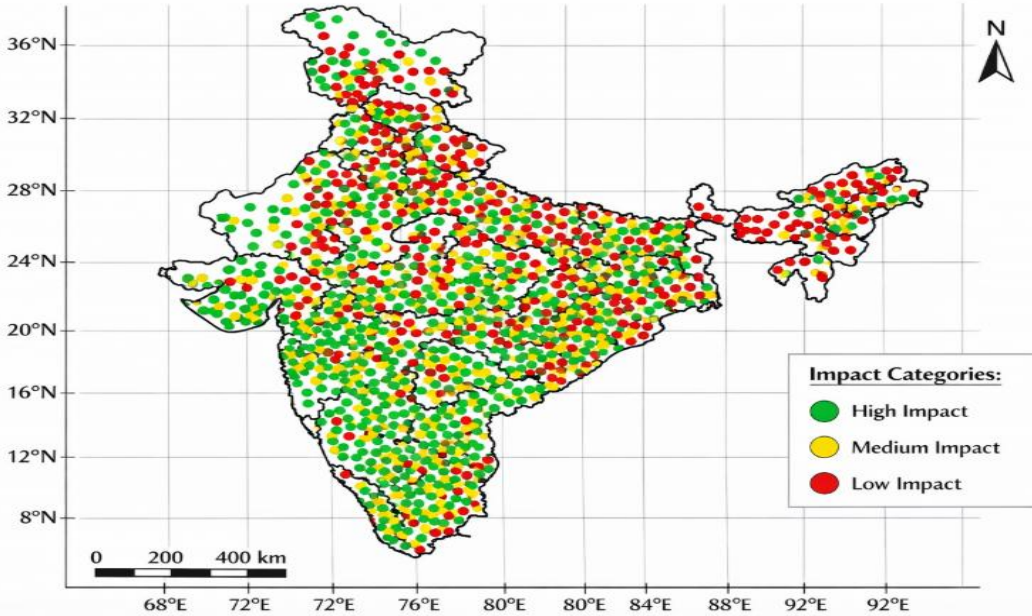 N
36°N
32°N
28°N
24°N
20°N
16°N
12°N
8°N
Impact Categories:
High Impact
Medium Impact
Low Impact
0 200 400 km
68°E 72°E 72°E 76°E 80°E 80°E 84°E 88°E 92°E 92°E